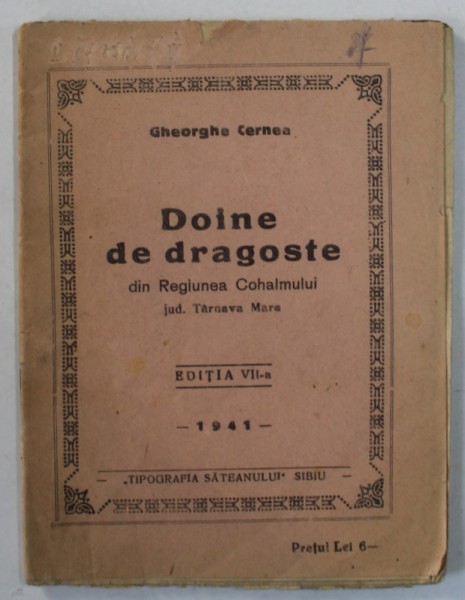 Gheorghe Cernea
Doine
de dragoste
din Regiunea Cohalmului
jud. Târnava Mare
EDIȚIA VII-a
— 1941 —
— „TIPOGRAFIA SĂTEANULUI” SIBIU —
Prețul Lei 6—